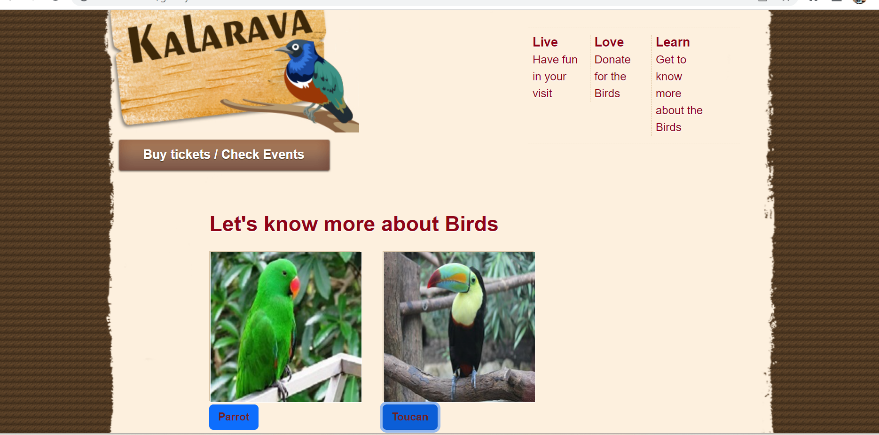 KALARAVA
Live
Have fun
in your
visit
Love
Donate
for the
Birds
Learn
Get to
know
more
about the
Birds
Buy tickets / Check Events
Let's know more about Birds
Parrot
Toucan